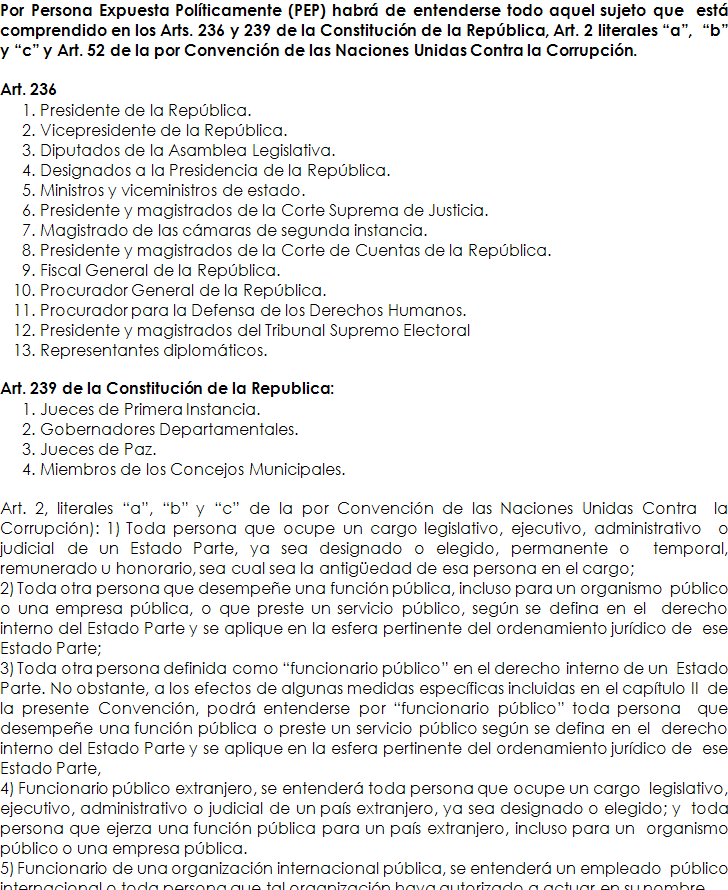 Por Persona Expuesta Políticamente (PEP) habrá de entenderse todo aquel sujeto que está
comprendido en los Arts. 236 y 239 de la Constitución de la República, Art. 2 literales “a”, “b”
y “c” y Art. 52 de la por Convención de las Naciones Unidas Contra la Corrupción.
Art. 236
1. Presidente de la República.
2. Vicepresidente de la República.
3. Diputados de la Asamblea Legislativa.
4. Designados a la Presidencia de la República.
5. Ministros y viceministros de estado.
6. Presidente y magistrados de la Corte Suprema de Justicia.
7. Magistrado de las cámaras de segunda instancia.
8. Presidente y magistrados de la Corte de Cuentas de la República.
9. Fiscal General de la República.
10. Procurador General de la República.
11. Procurador para la Defensa de los Derechos Humanos.
12. Presidente y magistrados del Tribunal Supremo Electoral
13. Representantes diplomáticos.
Art. 239 de la Constitución de la Republica:
1. Jueces de Primera Instancia.
2. Gobernadores Departamentales.
3. Jueces de Paz.
4. Miembros de los Concejos Municipales.
Art. 2, literales “a”, “b” y “c” de la por Convención de las Naciones Unidas Contra la
Corrupción): 1) Toda persona que ocupe un cargo legislativo, ejecutivo, administrativo o
judicial de un Estado Parte, ya sea designado o elegido, permanente o temporal,
remunerado u honorario, sea cual sea la antigüedad de esa persona en el cargo;
2) Toda otra persona que desempeñe una función pública, incluso para un organismo público
o una empresa pública, o que preste un servicio público, según se defina en el derecho
interno del Estado Parte y se aplique en la esfera pertinente del ordenamiento jurídico de ese
Estado Parte;
3) Toda otra persona definida como “funcionario público” en el derecho interno de un Estado
Parte. No obstante, a los efectos de algunas medidas específicas incluidas en el capítulo II de
la presente Convención, podrá entenderse por “funcionario público” toda persona que
desempeñe una función pública o preste un servicio público según se defina en el derecho
interno del Estado Parte y se aplique en la esfera pertinente del ordenamiento jurídico de ese
Estado Parte,
4) Funcionario público extranjero, se entenderá toda persona que ocupe un cargo legislativo,
ejecutivo, administrativo o judicial de un país extranjero, ya sea designado o elegido; y toda
persona que ejerza una función pública para un país extranjero, incluso para un organismo
público o una empresa pública.
5) Funcionario de una organización internacional pública, se entenderá un empleado público
internacional o toda persona que tal organización haya autorizado a actuar en su nombre